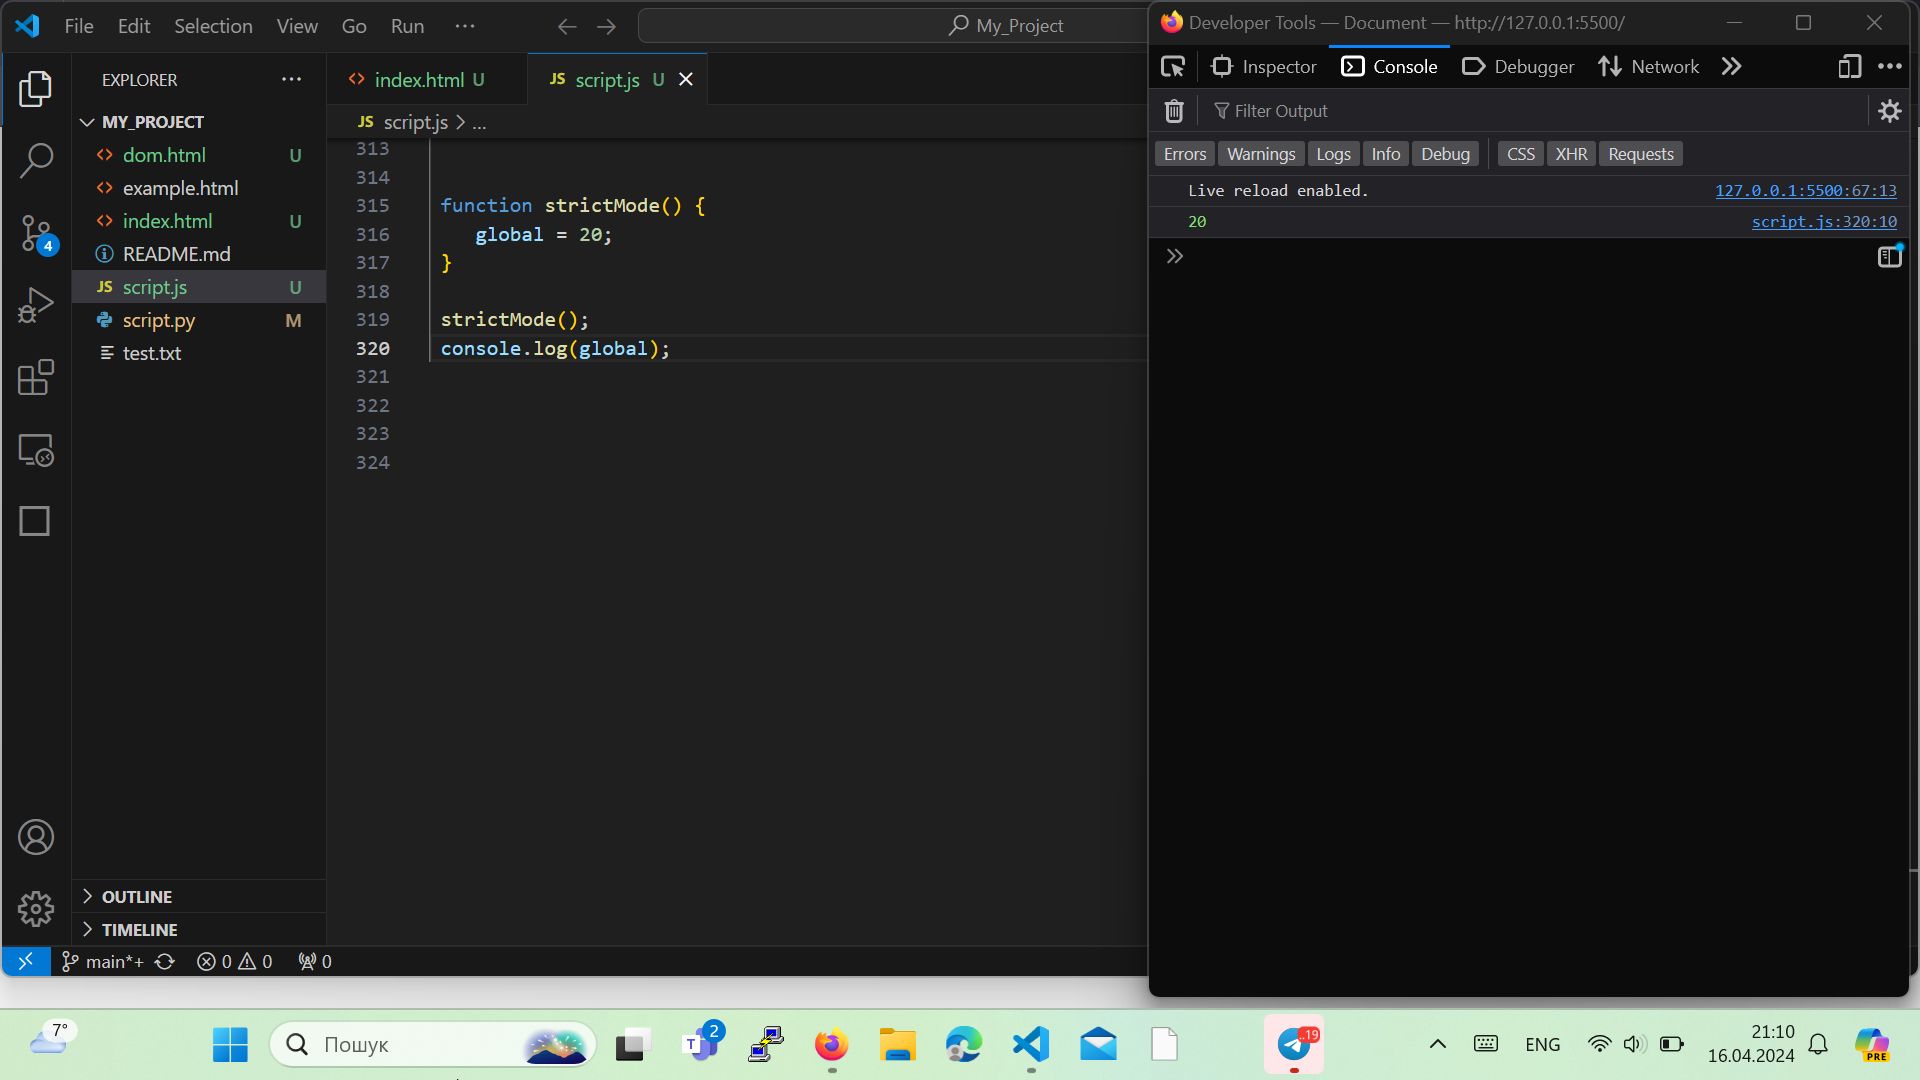 File Edit Selection View Go Run ···
My_Project
EXPLORER ···
MY_PROJECT
dom.html U
example.html
index.html U
README.md
script.js U
script.py M
test.txt
OUTLINE
TIMELINE
4
index.html U
JS script.js U
JS script.js > ...
313
314
315 function strictMode() {
316 global = 20;
317 }
318
319 strictMode();
320 console.log(global);
321
322
323
324
main*+ 0 0 0
Developer Tools — Document — http://127.0.0.1:5500/
Inspector Console Debugger Network
Filter Output
Errors Warnings Logs Info Debug CSS XHR Requests
Live reload enabled. 127.0.0.1:5500:67:13
20 script.js:320:10
7°
Пошук
T 2
..19
ENG
21:10
16.04.2024
PRE